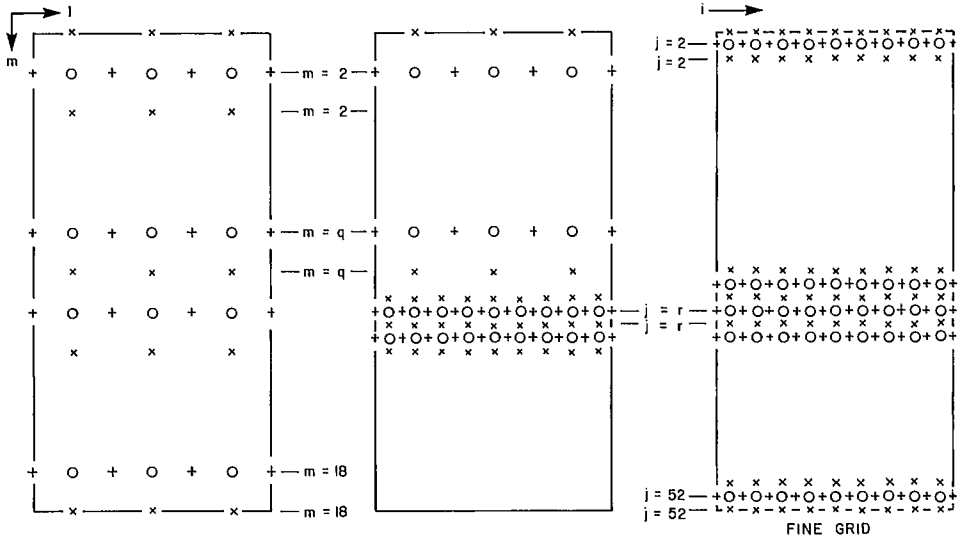 l
m
i
m = 2
m = 2
m = q
m = q
m = 18
m = 18
j = 2
j = 2
j = r
j = r
j = 52
j = 52
FINE GRID